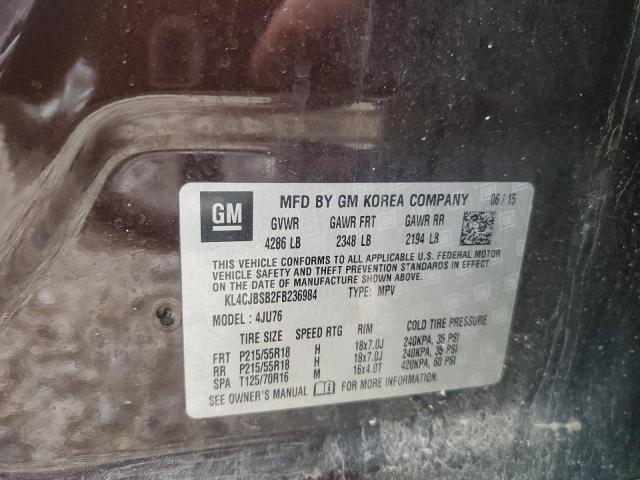 GM
MFD BY GM KOREA COMPANY 06/15
GVWR GAWR FRT GAWR RR
4286 LB 2348 LB 2194 LB
THIS VEHICLE CONFORMS TO ALL APPLICABLE U.S. FEDERAL MOTOR
VEHICLE SAFETY AND THEFT PREVENTION STANDARDS IN EFFECT
ON THE DATE OF MANUFACTURE SHOWN ABOVE.
KL4CJBSB2FB236984 TYPE: MPV
MODEL: 4JU76
TIRE SIZE SPEED RTG RIM COLD TIRE PRESSURE
FRT P215/55R18 H 18x7.0J 240KPA, 35 PSI
RR P215/55R18 H 18x7.0J 240KPA, 35 PSI
SPA T125/70R16 M 16x4.0T 420KPA, 60 PSI
SEE OWNER'S MANUAL FOR MORE INFORMATION.